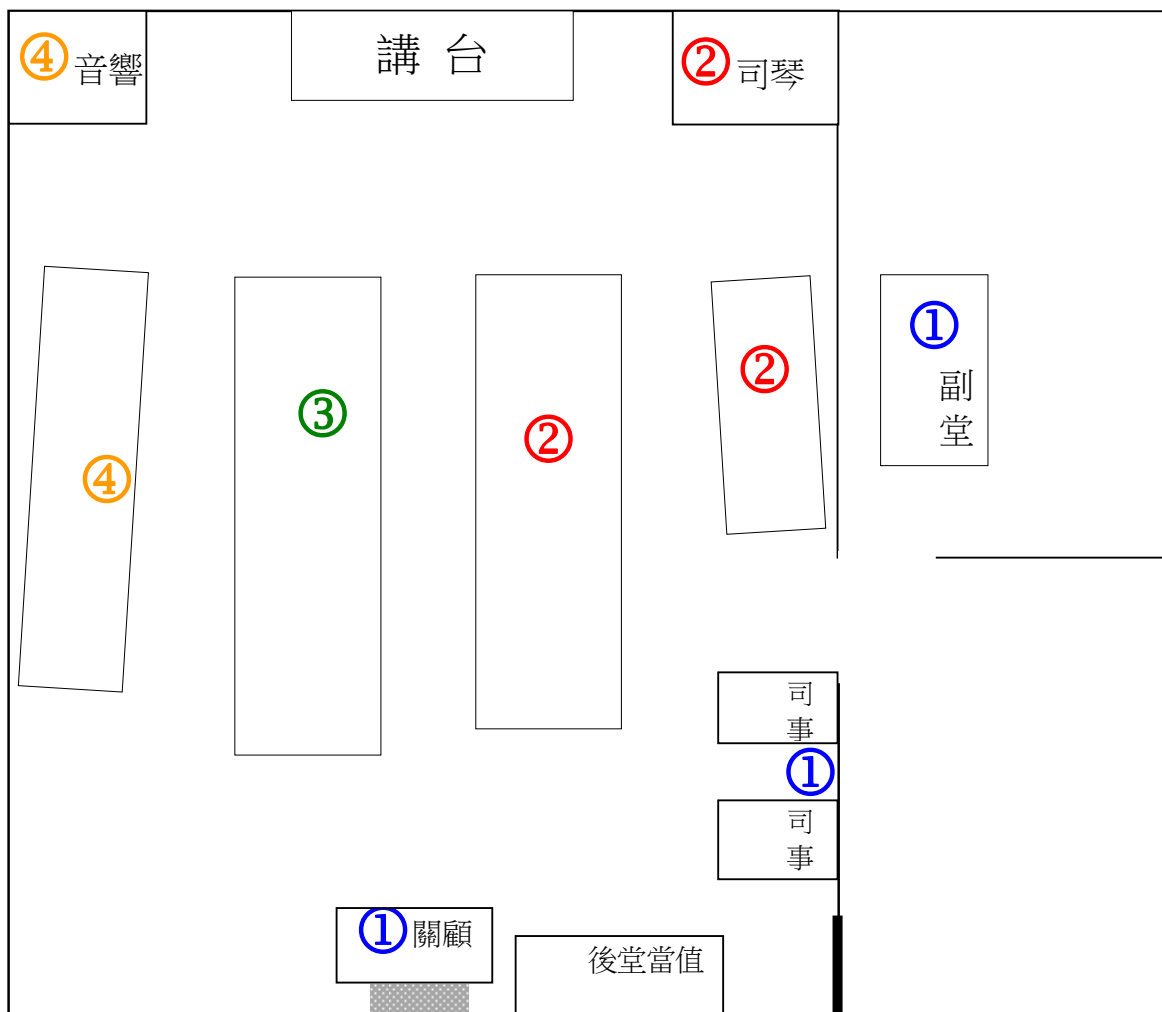 ④音響
講 台
②司琴
①
副
堂
②
③
②
④
司
事
①
司
事
①關顧
後堂當值